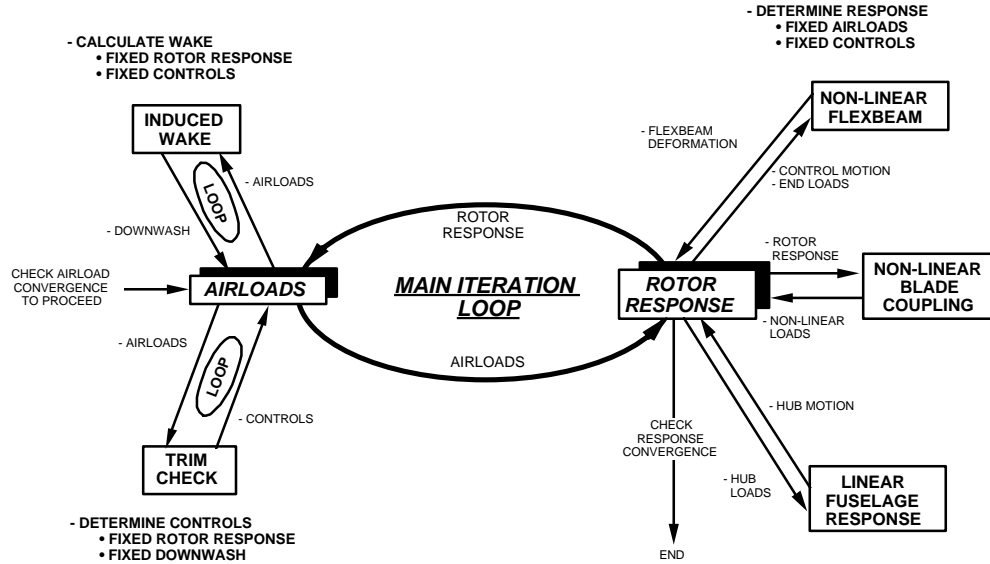 - DETERMINE RESPONSE
• FIXED AIRLOADS
• FIXED CONTROLS
- CALCULATE WAKE
• FIXED ROTOR RESPONSE
• FIXED CONTROLS
INDUCED
WAKE
LOOP
- AIRLOADS
- DOWNWASH
CHECK AIRLOAD
CONVERGENCE
TO PROCEED
AIRLOADS
- AIRLOADS
LOOP
- CONTROLS
TRIM
CHECK
- DETERMINE CONTROLS
• FIXED ROTOR RESPONSE
• FIXED DOWNWASH
ROTOR
RESPONSE
MAIN ITERATION
LOOP
AIRLOADS
NON-LINEAR
FLEXBEAM
- FLEXBEAM
DEFORMATION
- CONTROL MOTION
- END LOADS
ROTOR
RESPONSE
- ROTOR
RESPONSE
NON-LINEAR
BLADE
COUPLING
- NON-LINEAR
LOADS
- HUB MOTION
CHECK
RESPONSE
CONVERGENCE
- HUB
LOADS
LINEAR
FUSELAGE
RESPONSE
END